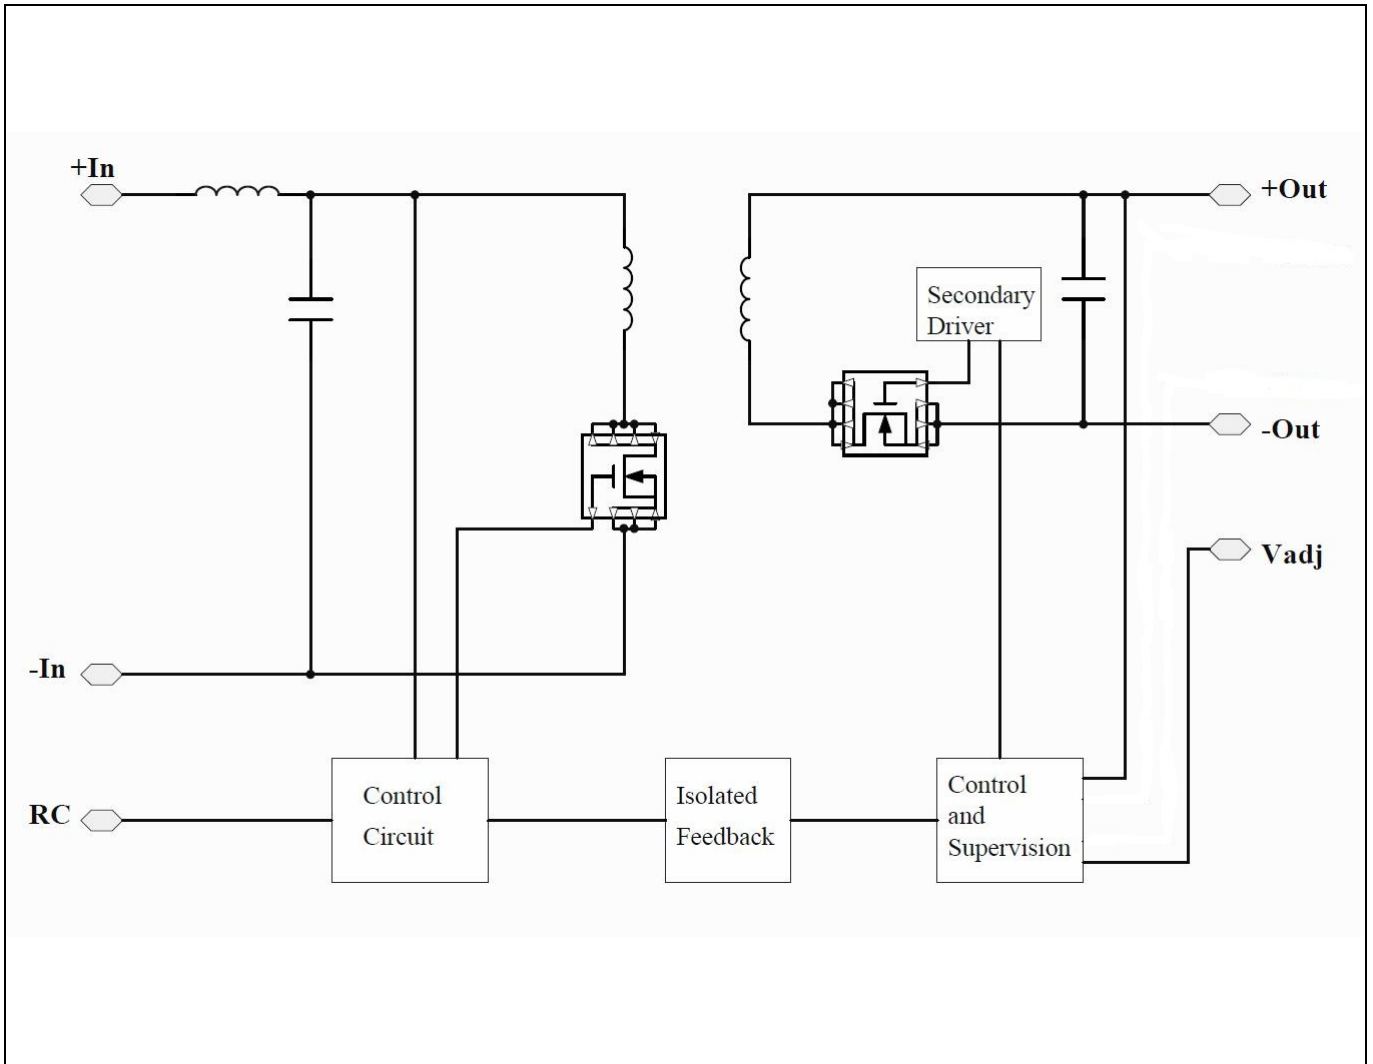 +In
+Out
Secondary
Driver
-Out
Vadj
-In
RC
Control
Circuit
Isolated
Feedback
Control
and
Supervision